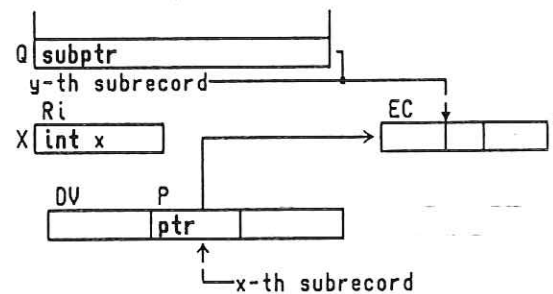 Q subptr
y-th subrecord
Ri
EC
X int x
DV P
ptr
x-th subrecord